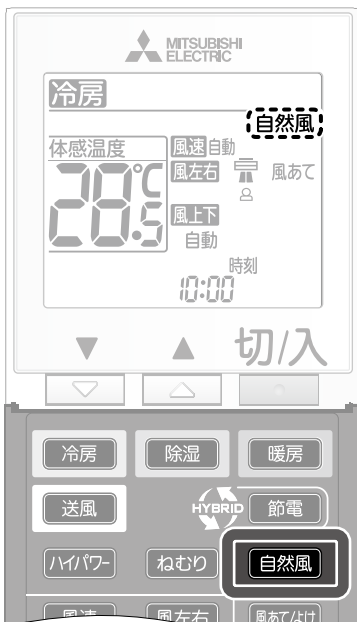 MITSUBISHI
ELECTRIC
冷房
自然風
体感温度
風速 自動
28.5℃
風左右 風あて
風上下
自動
時刻
10:00
▼ ▲ 切/入
▽ △
冷房 除湿 暖房
送風 HYBRID 節電
ハイパワー ねむり 自然風
風速 風左右 風あて/よけ